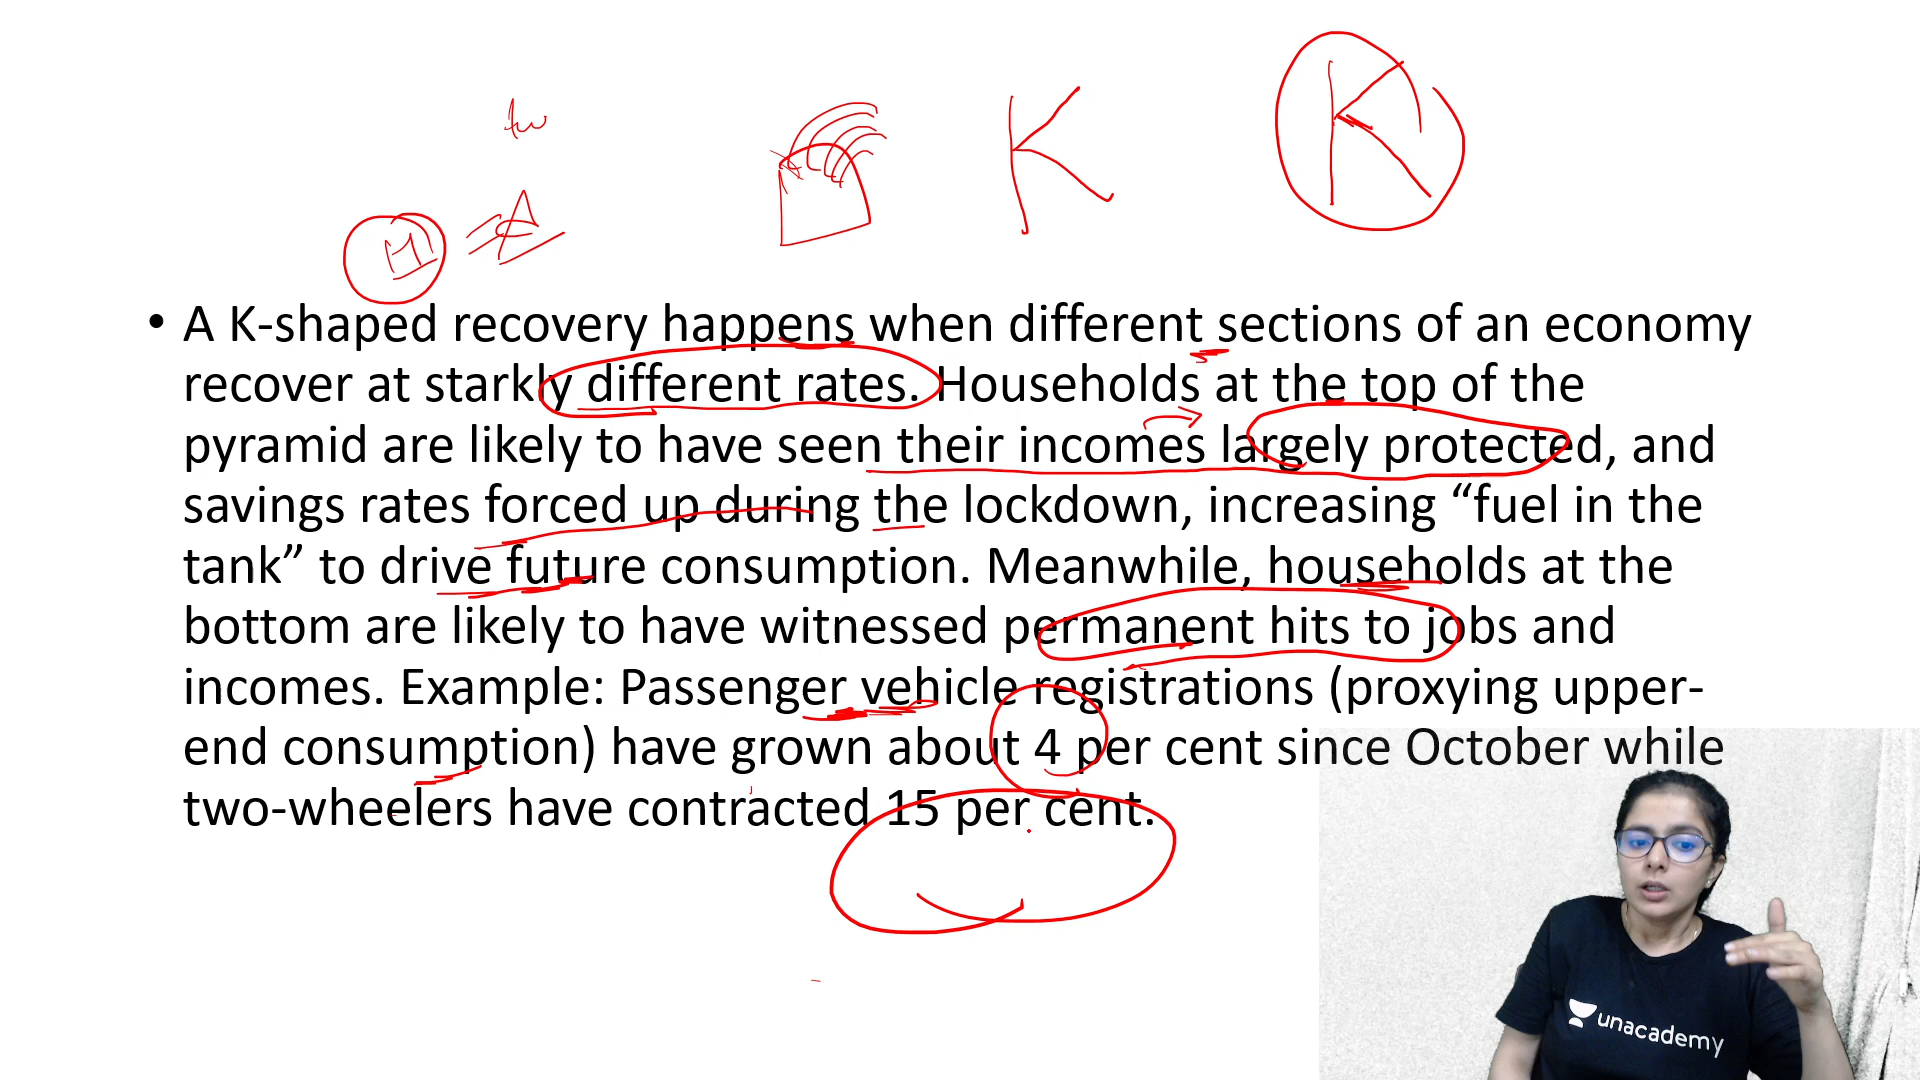 K
K
• A K-shaped recovery happens when different sections of an economy
recover at starkly different rates. Households at the top of the
pyramid are likely to have seen their incomes largely protected, and
savings rates forced up during the lockdown, increasing “fuel in the
tank” to drive future consumption. Meanwhile, households at the
bottom are likely to have witnessed permanent hits to jobs and
incomes. Example: Passenger vehicle registrations (proxying upper-
end consumption) have grown about 4 per cent since October while
two-wheelers have contracted 15 per cent.
unacademy